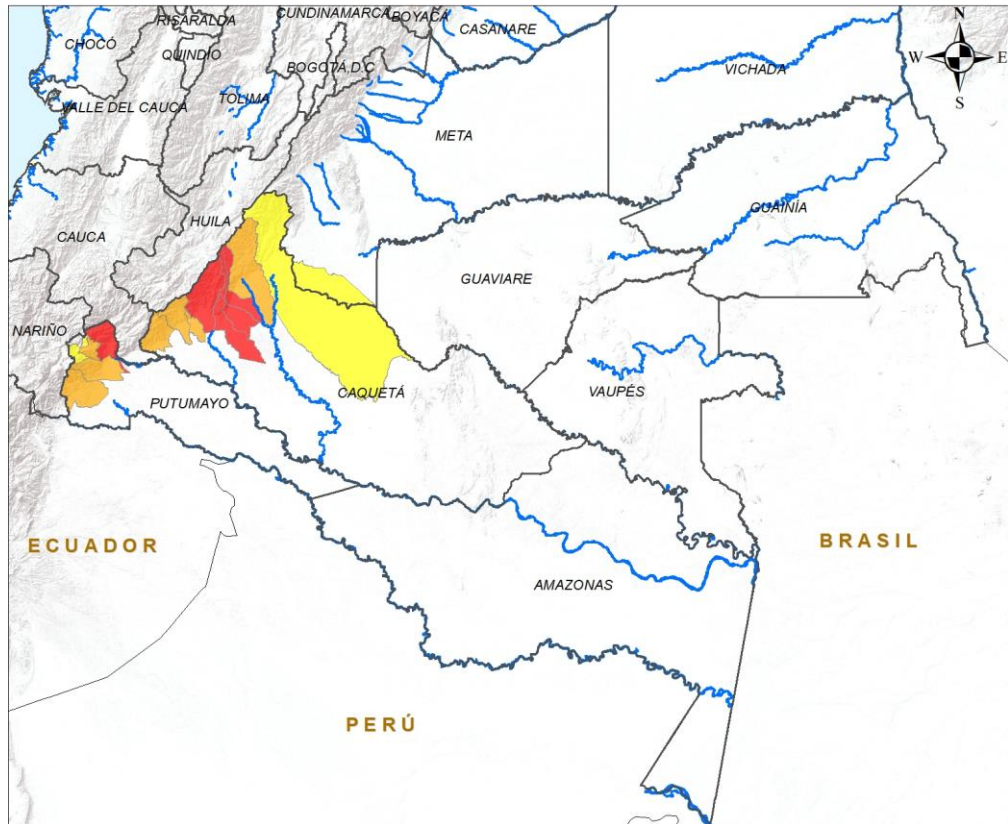 RISARALDA
CUNDINAMARCA
BOYACÁ
CASANARE
N
CHOCÓ
QUINDÍO
BOGOTÁ D.C
W
E
VICHADA
S
VALLE DEL CAUCA
TOLIMA
META
HUILA
GUAINÍA
CAUCA
GUAVIARE
NARIÑO
PUTUMAYO
CAQUETÁ
VAUPÉS
ECUADOR
BRASIL
AMAZONAS
PERÚ